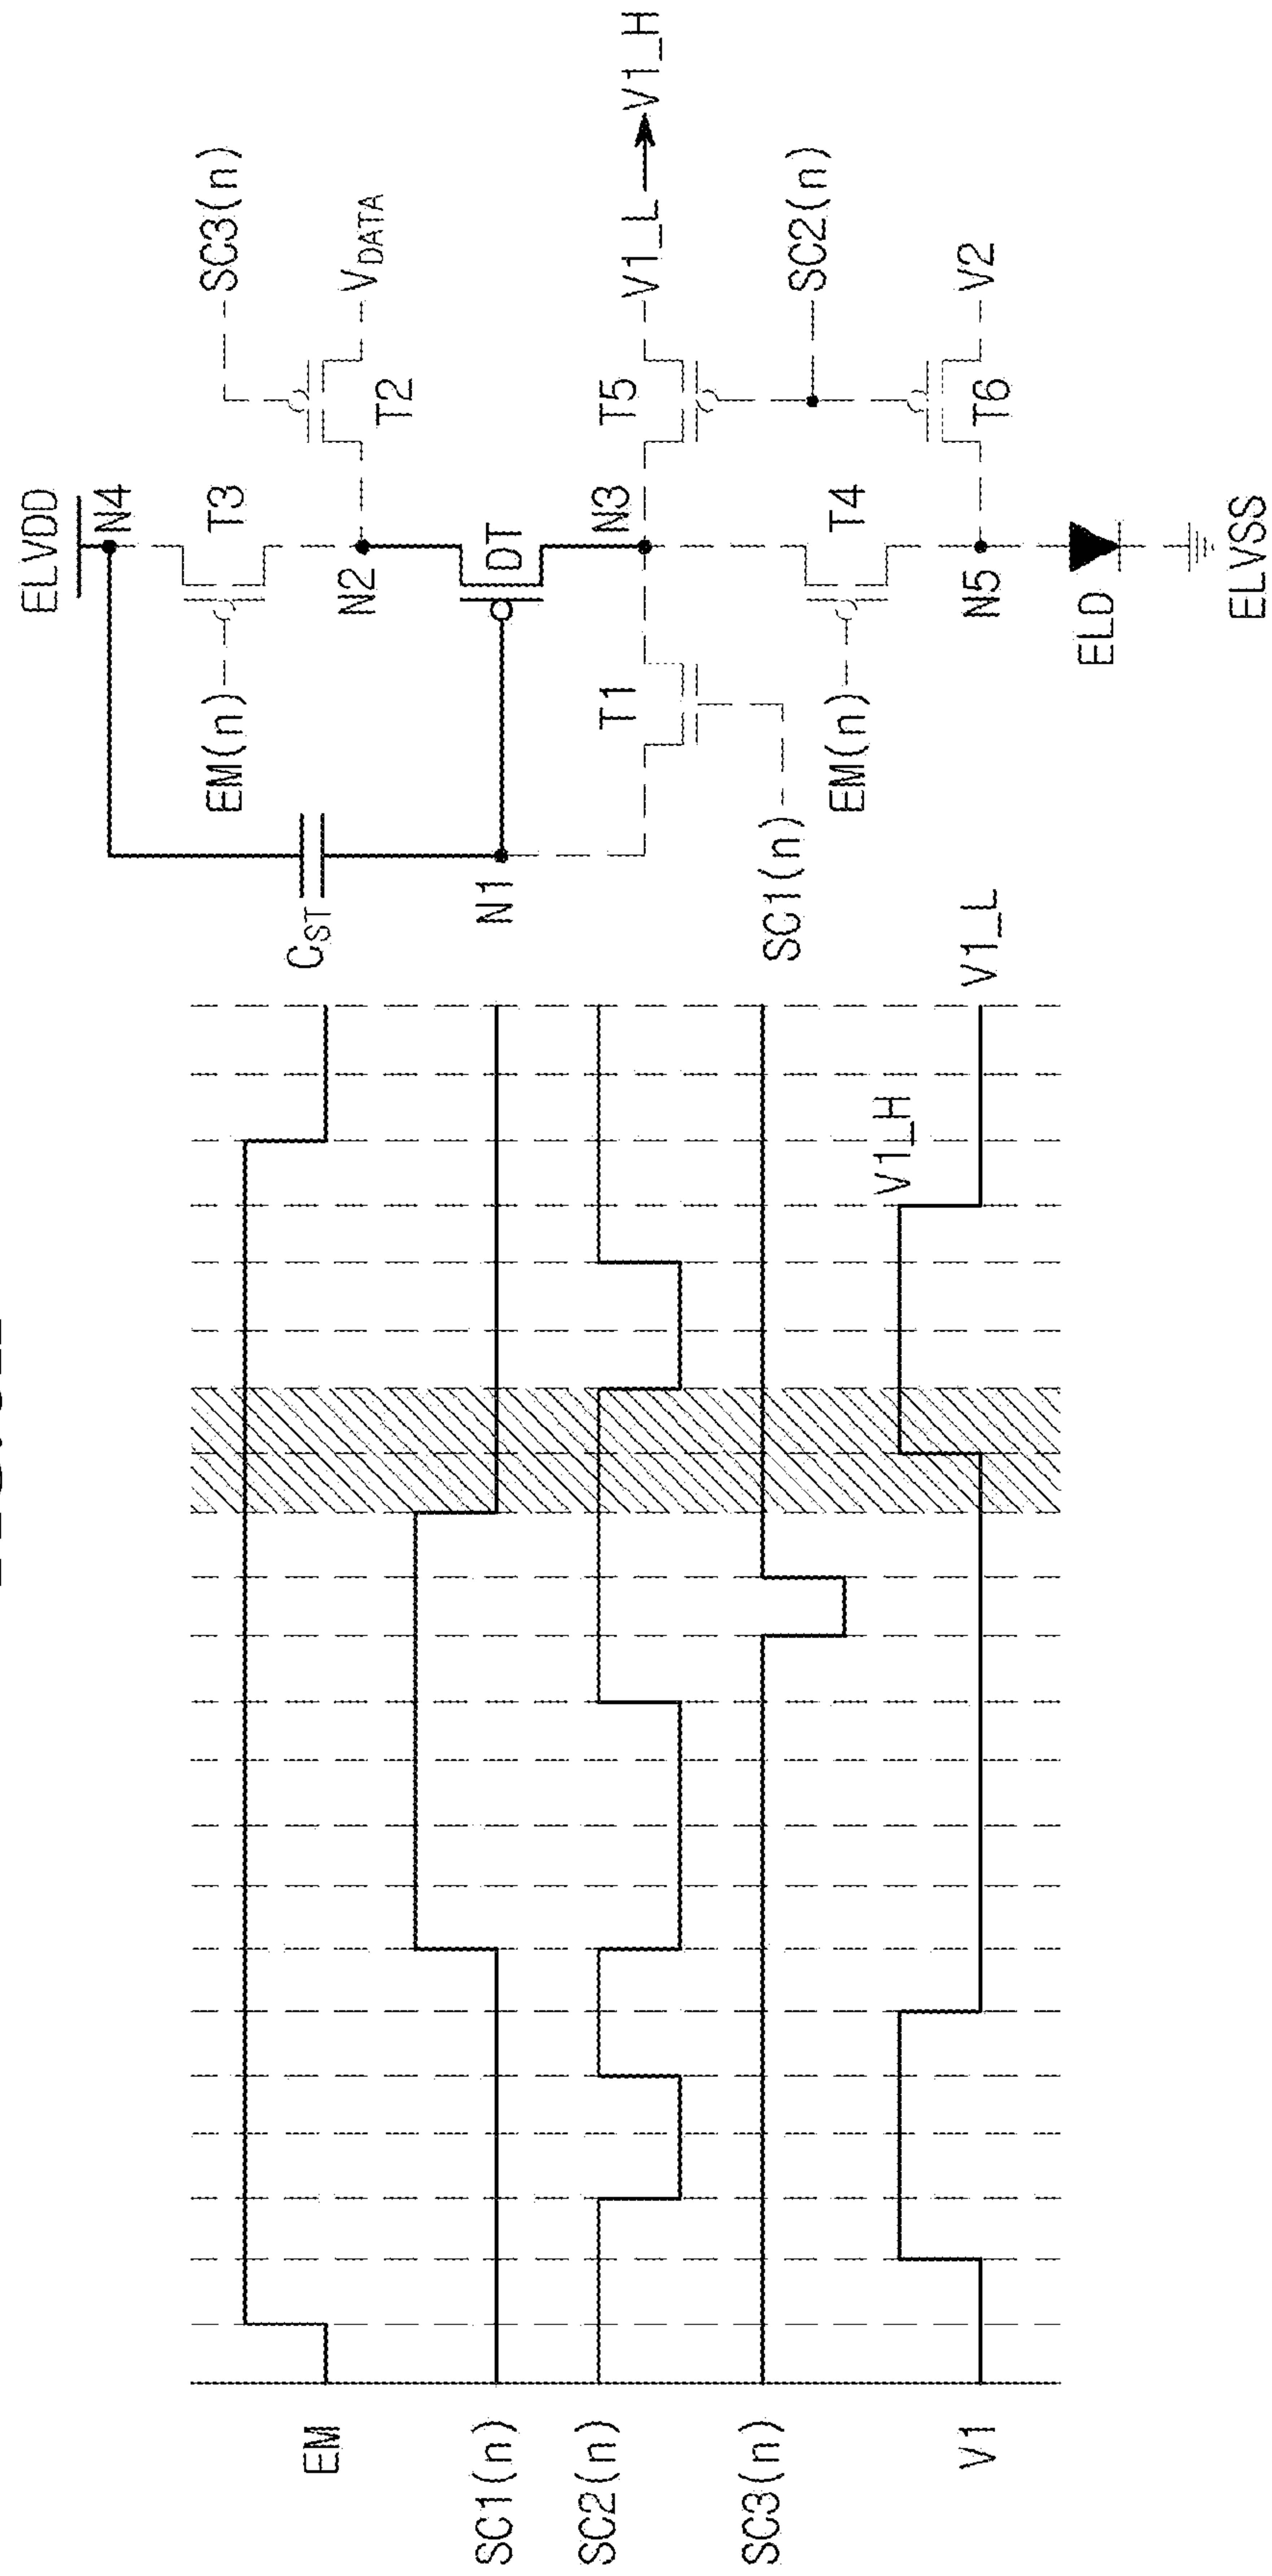 EM
SC1(n)
SC2(n)
SC3(n)
V1
V1_H
V1_L
ELVDD
N4
CST
EM(n)
T3
SC3(n)
N2
T2
VDATA
N1
DT
T1
N3
T5
V1_L
V1_H
SC1(n)
SC2(n)
EM(n)
T4
N5
T6
V2
ELD
ELVSS